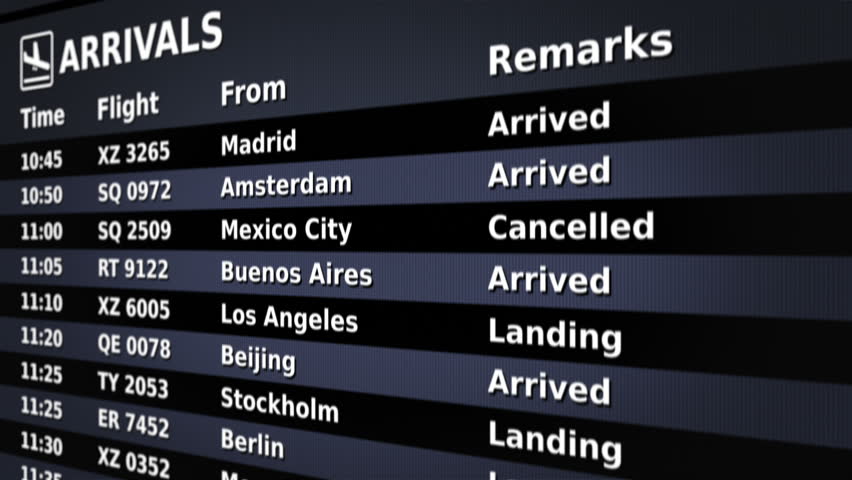 ARRIVALS
Time Flight From Remarks
10:45 XZ 3265 Madrid Arrived
10:50 SQ 0972 Amsterdam Arrived
11:00 SQ 2509 Mexico City Cancelled
11:05 RT 9122 Buenos Aires Arrived
11:10 XZ 6005 Los Angeles Landing
11:20 QE 0078 Beijing Arrived
11:25 TY 2053 Stockholm Landing
11:25 ER 7452 Berlin
11:30 XZ 0352
11:35